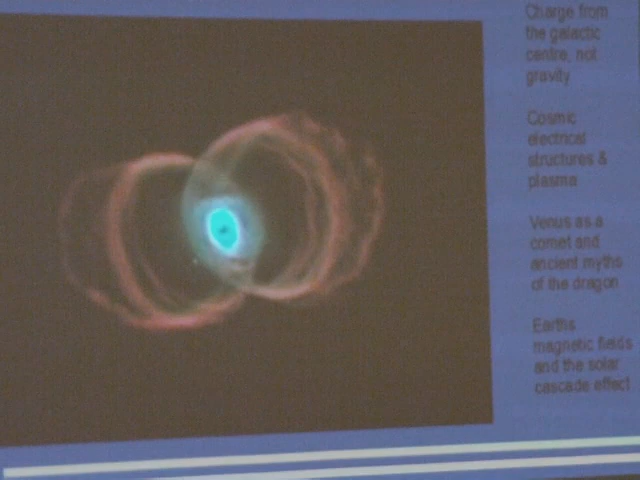 Charge from
the galactic
centre, not
gravity
Cosmic
electrical
structures &
plasma
Venus as a
comet and
ancient myths
of the dragon
Earths
magnetic fields
and the solar
cascade effect